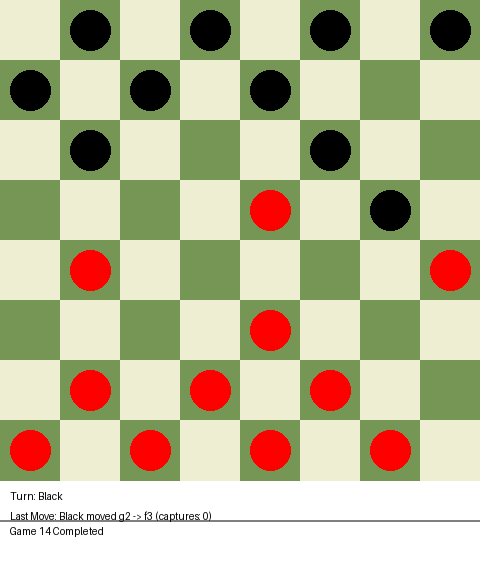 Turn: Black
Last Move: Black moved g2 -> f3 (captures: 0)
Game 14 Completed